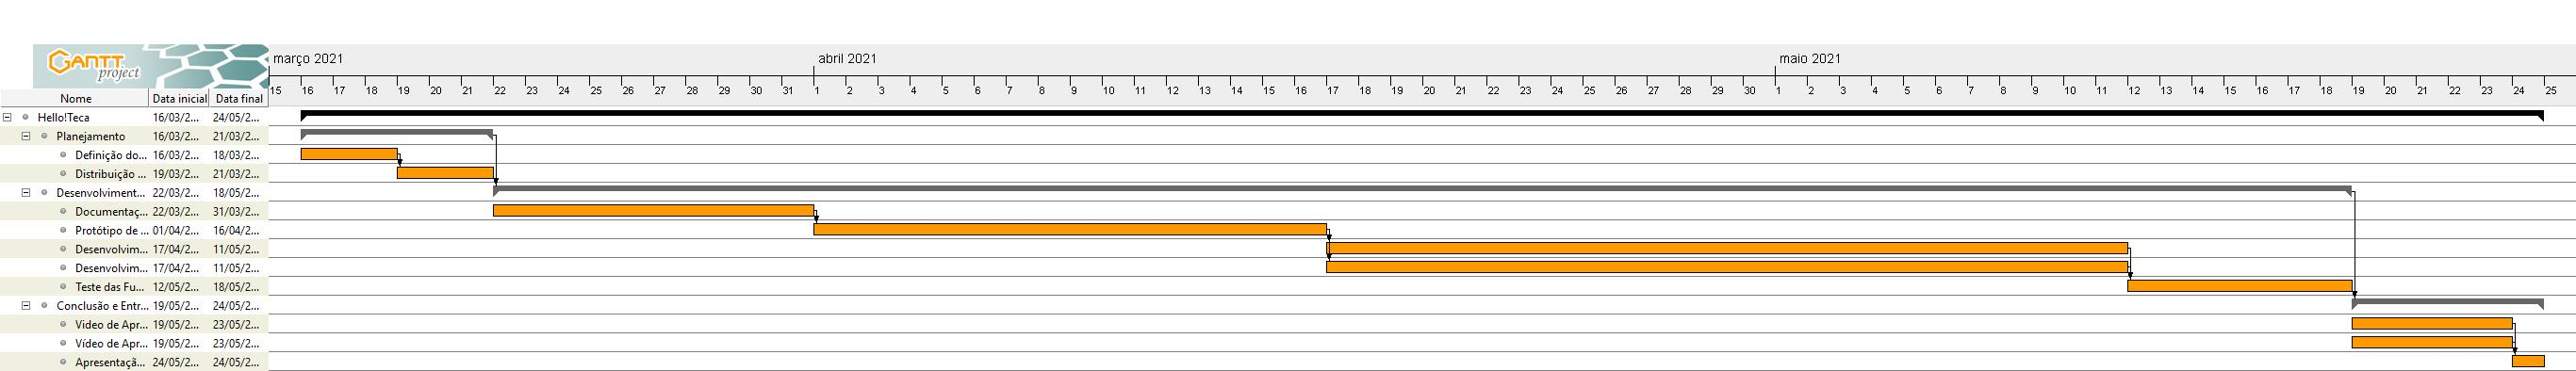 GANTT
project
março 2021 abril 2021 maio 2021
15 16 17 18 19 20 21 22 23 24 25 26 27 28 29 30 31 1 2 3 4 5 6 7 8 9 10 11 12 13 14 15 16 17 18 19 20 21 22 23 24 25 26 27 28 29 30 1 2 3 4 5 6 7 8 9 10 11 12 13 14 15 16 17 18 19 20 21 22 23 24 25
Nome Data inicial Data final
Hello!Teca 16/03/2... 24/05/2...
Planejamento 16/03/2... 21/03/2...
Definição do... 16/03/2... 18/03/2...
Distribuição ... 19/03/2... 21/03/2...
Desenvolviment... 22/03/2... 18/05/2...
Documentaç... 22/03/2... 31/03/2...
Protótipo de ... 01/04/2... 16/04/2...
Desenvolvim... 17/04/2... 11/05/2...
Desenvolvim... 17/04/2... 11/05/2...
Teste das Fu... 12/05/2... 18/05/2...
Conclusão e Entr... 19/05/2... 24/05/2...
Video de Apr... 19/05/2... 23/05/2...
Vídeo de Apr... 19/05/2... 23/05/2...
Apresentaçã... 24/05/2... 24/05/2...